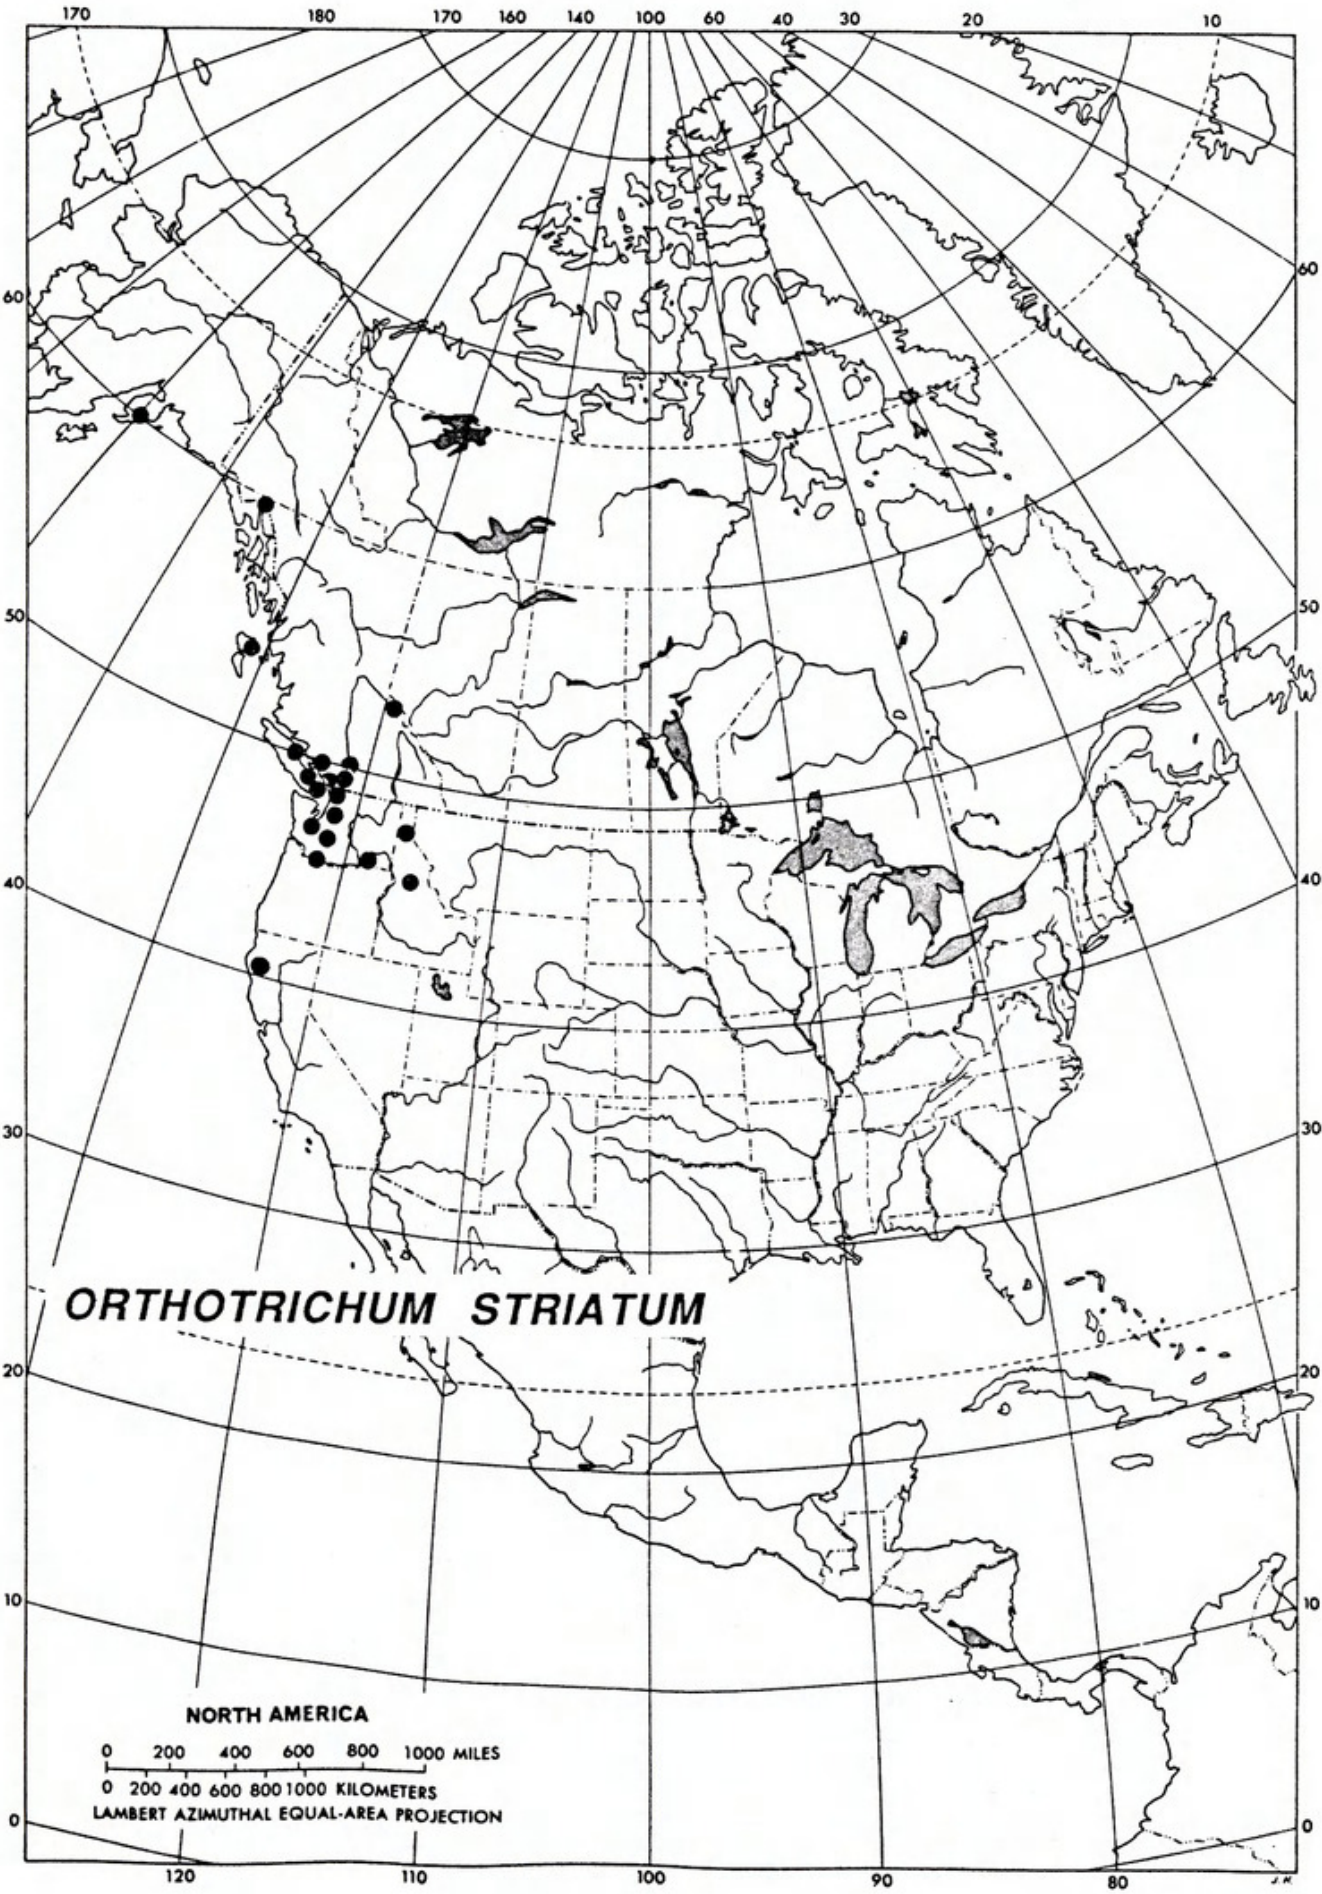 170 180 170 160 140 100 60 40 30 20 10
60 60
50 50
40 40
30 30
ORTHOTRICHUM STRIATUM
20 20
10 10
NORTH AMERICA
0 200 400 600 800 1000 MILES
0 200 400 600 800 1000 KILOMETERS
LAMBERT AZIMUTHAL EQUAL-AREA PROJECTION
0 0
120 110 100 90 80